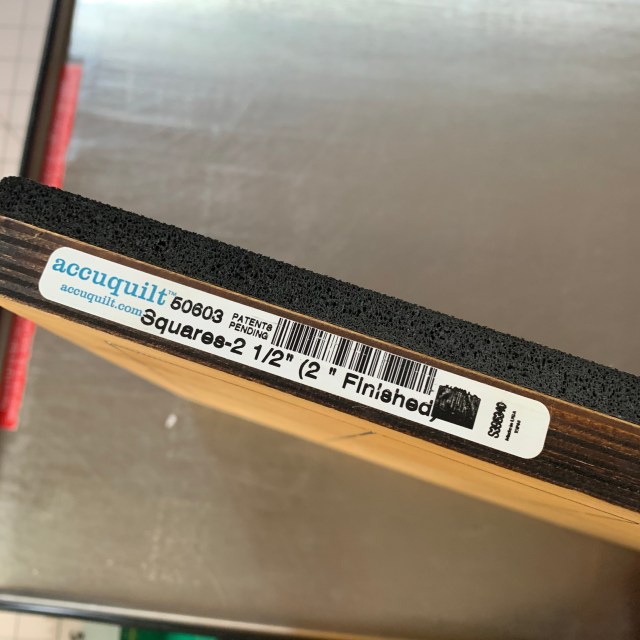 accuquilt™
accuquilt.com
50603
PATENTS
PENDING
Squares-2 1/2" (2 " Finished)